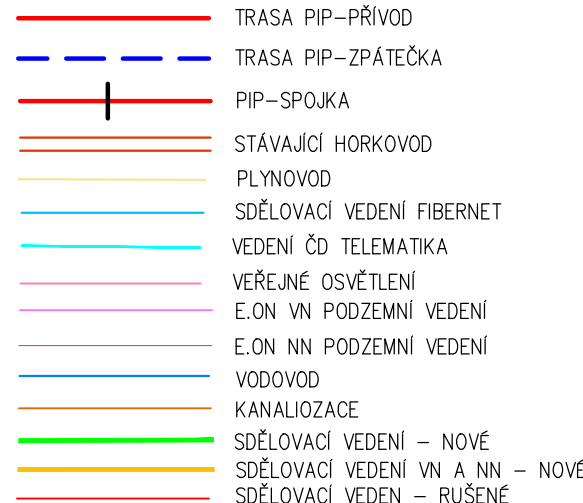 TRASA PIP-PŘÍVOD
TRASA PIP-ZPÁTEČKA
PIP-SPOJKA
STÁVAJÍCÍ HORKOVOD
PLYNOVOD
SDĚLOVACÍ VEDENÍ FIBERNET
VEDENÍ ČD TELEMATIKA
VEŘEJNÉ OSVĚTLENÍ
E.ON VN PODZEMNÍ VEDENÍ
E.ON NN PODZEMNÍ VEDENÍ
VODOVOD
KANALIOZACE
SDĚLOVACÍ VEDENÍ - NOVÉ
SDĚLOVACÍ VEDENÍ VN A NN - NOVÉ
SDĚLOVACÍ VEDEN - RUŠENÉ